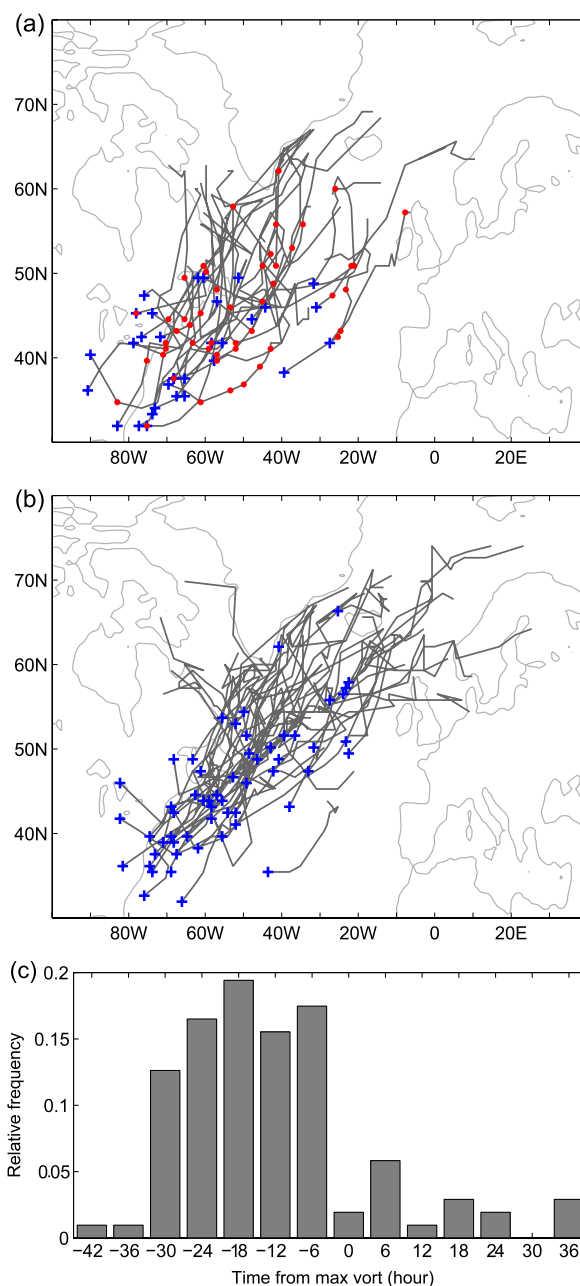 (a)
70N
60N
50N
40N
80W 60W 40W 20W 0 20E
(b)
70N
60N
50N
40N
80W 60W 40W 20W 0 20E
(c)
0.2
0.15
0.1
0.05
0
Relative frequency
−42 −36 −30 −24 −18 −12 −6 0 6 12 18 24 30 36
Time from max vort (hour)